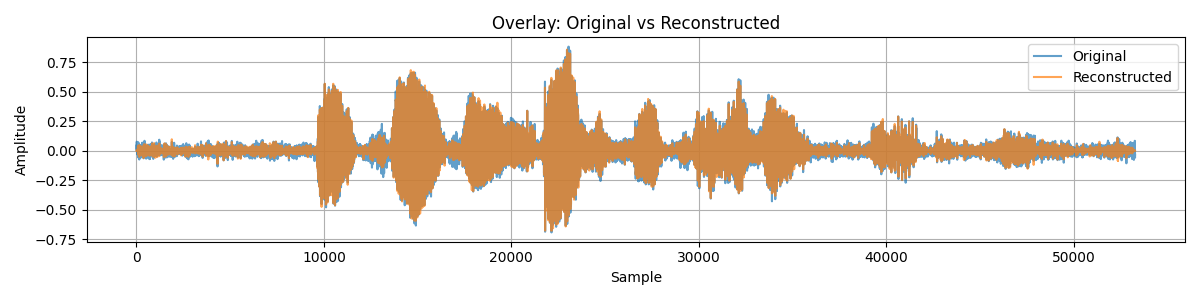 Overlay: Original vs Reconstructed
Original
Reconstructed
Amplitude
0.75
0.50
0.25
0.00
−0.25
−0.50
−0.75
0 10000 20000 30000 40000 50000
Sample